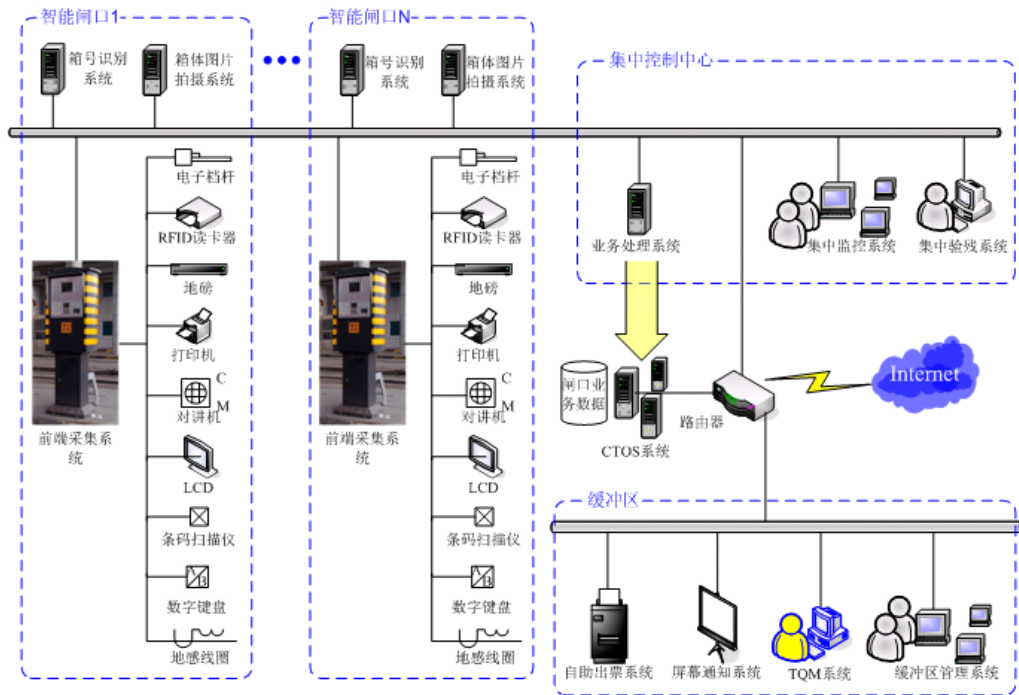 智能闸口1
箱号识别
系统
箱体图片
拍摄系统
电子档杆
RFID读卡器
地磅
打印机
C
M
对讲机
LCD
条码扫描仪
数字键盘
地感线圈
前端采集系
统
智能闸口N
箱号识别
系统
箱体图片
拍摄系统
电子档杆
RFID读卡器
地磅
打印机
C
M
对讲机
LCD
条码扫描仪
A
B
数字键盘
地感线圈
前端采集系
统
集中控制中心
业务处理系统
集中监控系统
集中验残系统
闸口业
务数据
CTOS系统
路由器
Internet
缓冲区
自助出票系统
屏幕通知系统
TQM系统
缓冲区管理系统